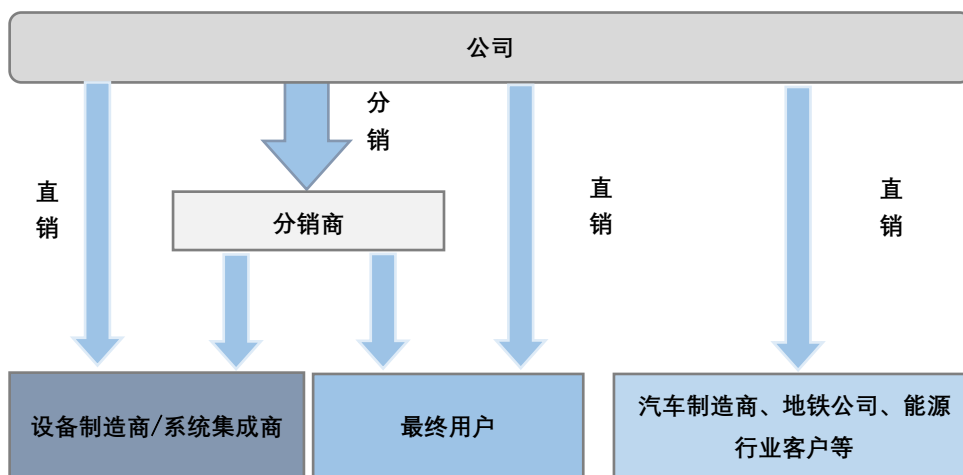 公司
分
销
直
销
直
销
直
销
分销商
设备制造商/系统集成商
最终用户
汽车制造商、地铁公司、能源
行业客户等